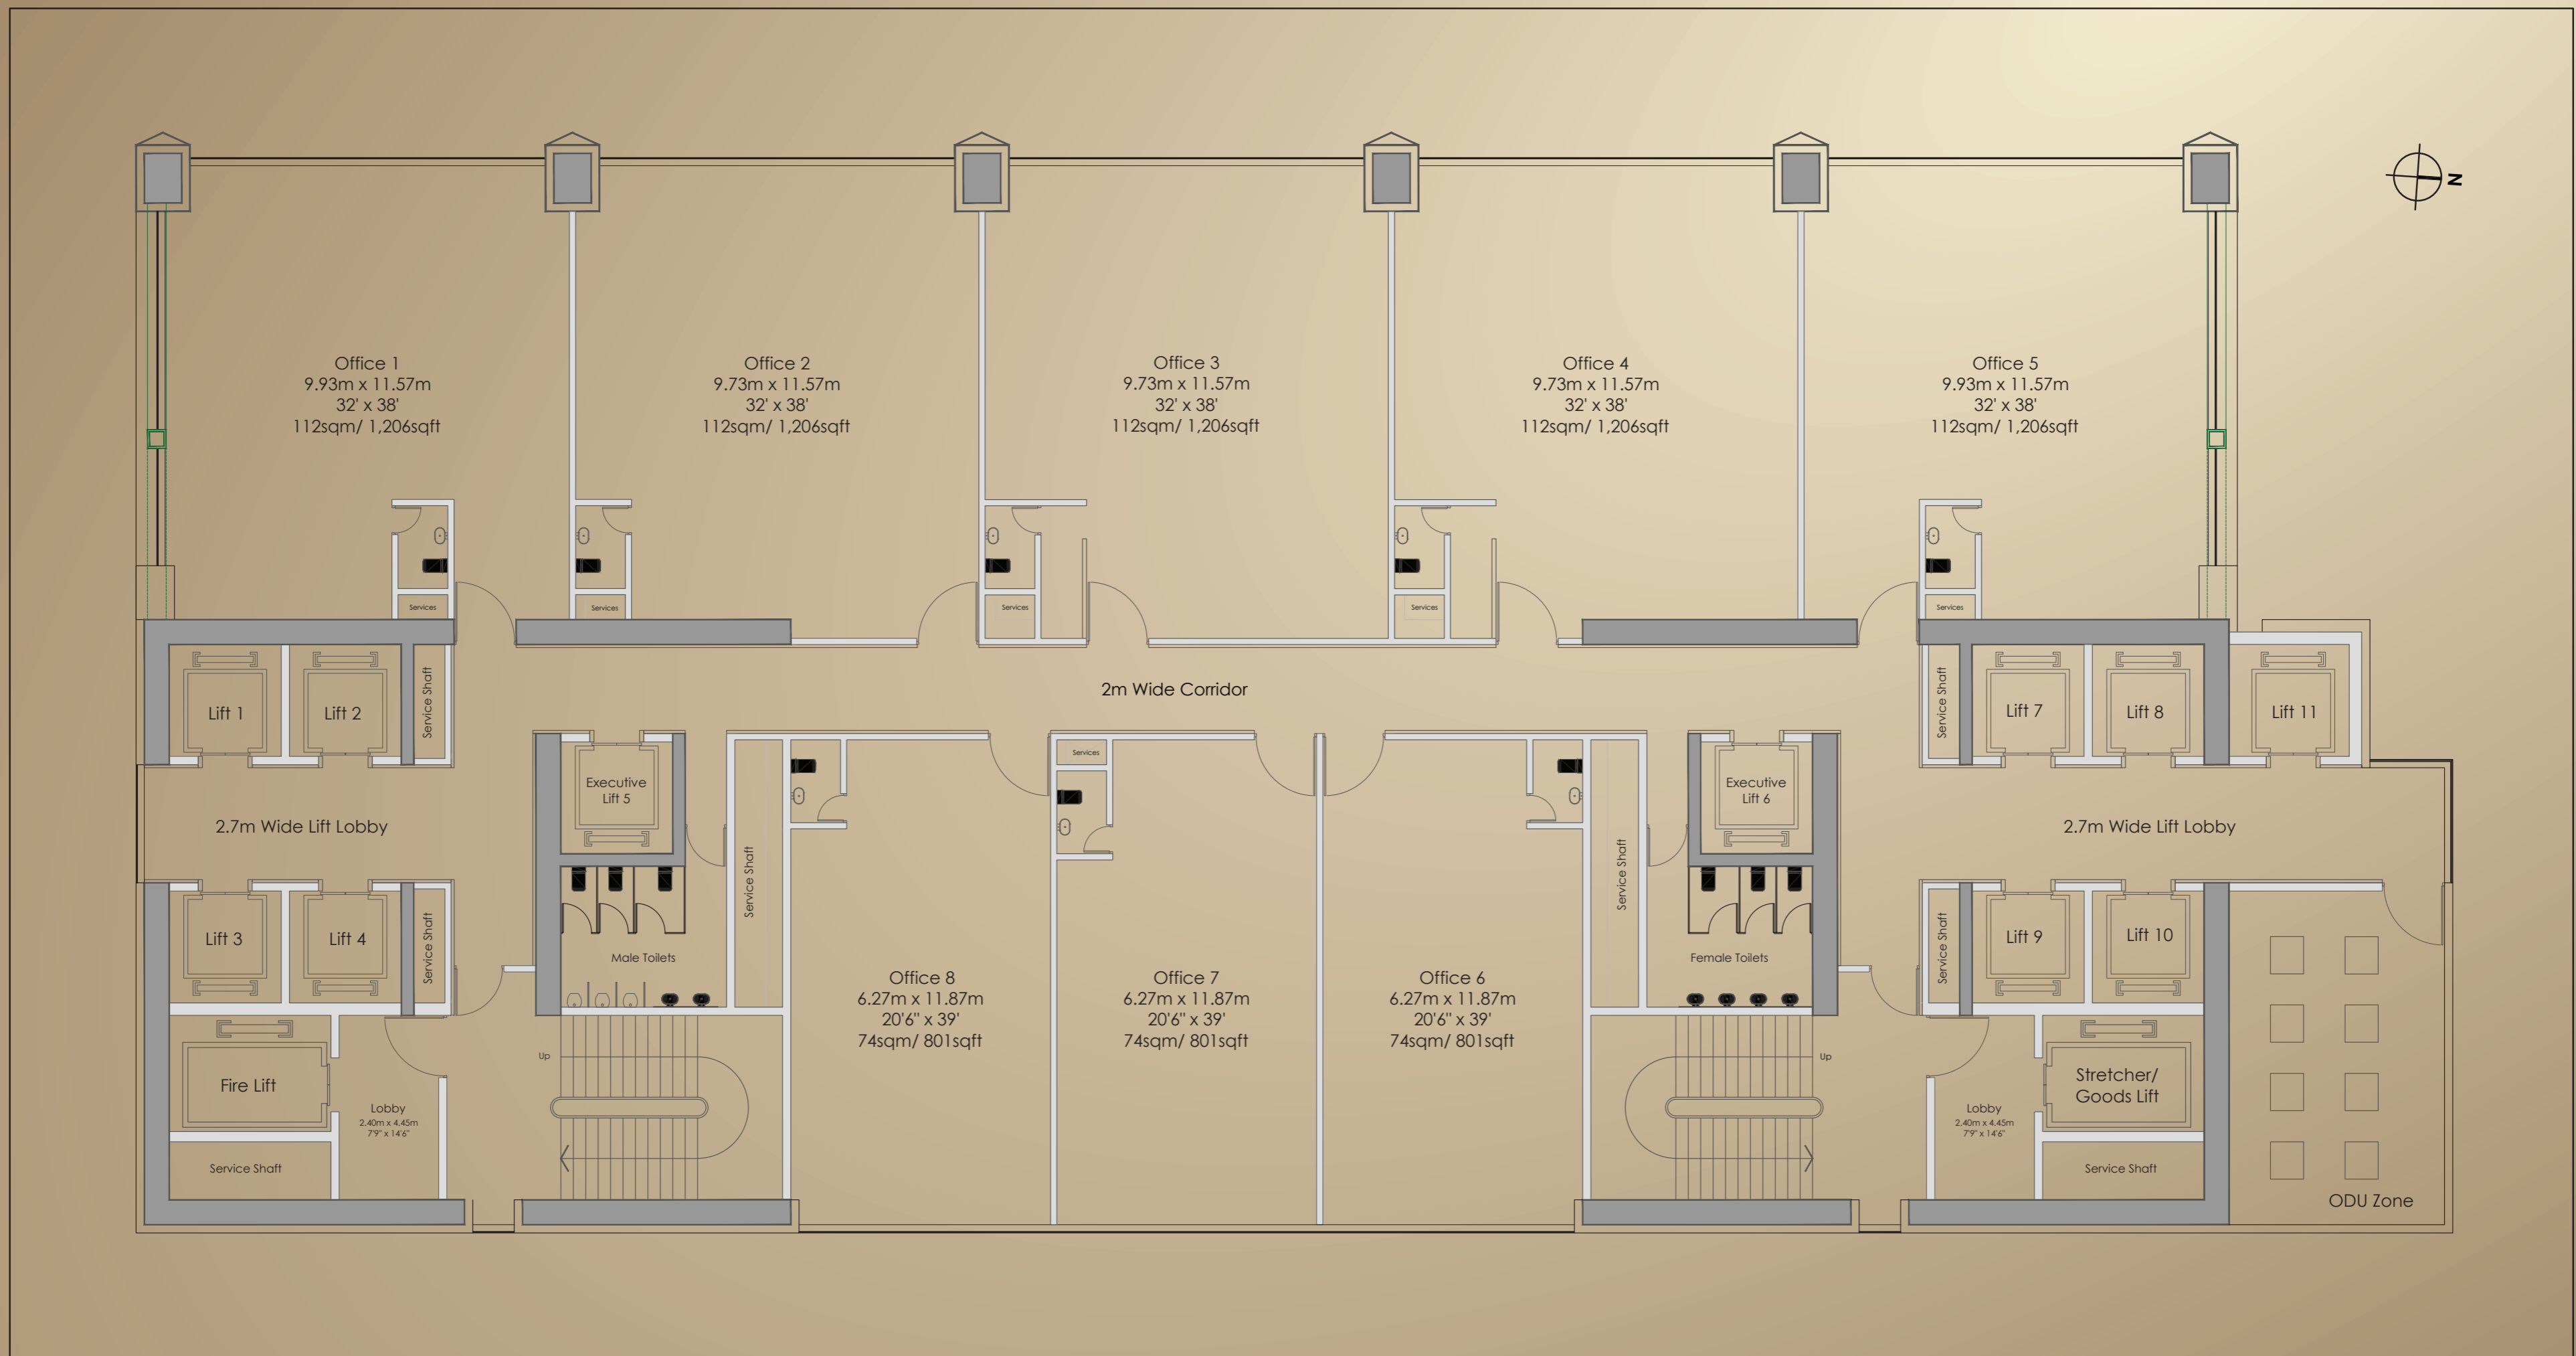 N
Office 1
9.93m x 11.57m
32' x 38'
112sqm/ 1,206sqft
Office 2
9.73m x 11.57m
32' x 38'
112sqm/ 1,206sqft
Office 3
9.73m x 11.57m
32' x 38'
112sqm/ 1,206sqft
Office 4
9.73m x 11.57m
32' x 38'
112sqm/ 1,206sqft
Office 5
9.93m x 11.57m
32' x 38'
112sqm/ 1,206sqft
Services
Services
Services
Services
Services
2m Wide Corridor
Lift 1
Lift 2
Service Shaft
Service Shaft
Lift 7
Lift 8
Lift 11
Executive
Lift 5
Services
Executive
Lift 6
2.7m Wide Lift Lobby
2.7m Wide Lift Lobby
Service Shaft
Service Shaft
Lift 3
Lift 4
Service Shaft
Service Shaft
Lift 9
Lift 10
Male Toilets
Female Toilets
Office 8
6.27m x 11.87m
20'6" x 39'
74sqm/ 801sqft
Office 7
6.27m x 11.87m
20'6" x 39'
74sqm/ 801sqft
Office 6
6.27m x 11.87m
20'6" x 39'
74sqm/ 801sqft
Up
Up
Fire Lift
Stretcher/
Goods Lift
Lobby
2.40m x 4.45m
7'9" x 14'6"
Lobby
2.40m x 4.45m
7'9" x 14'6"
Service Shaft
Service Shaft
ODU Zone